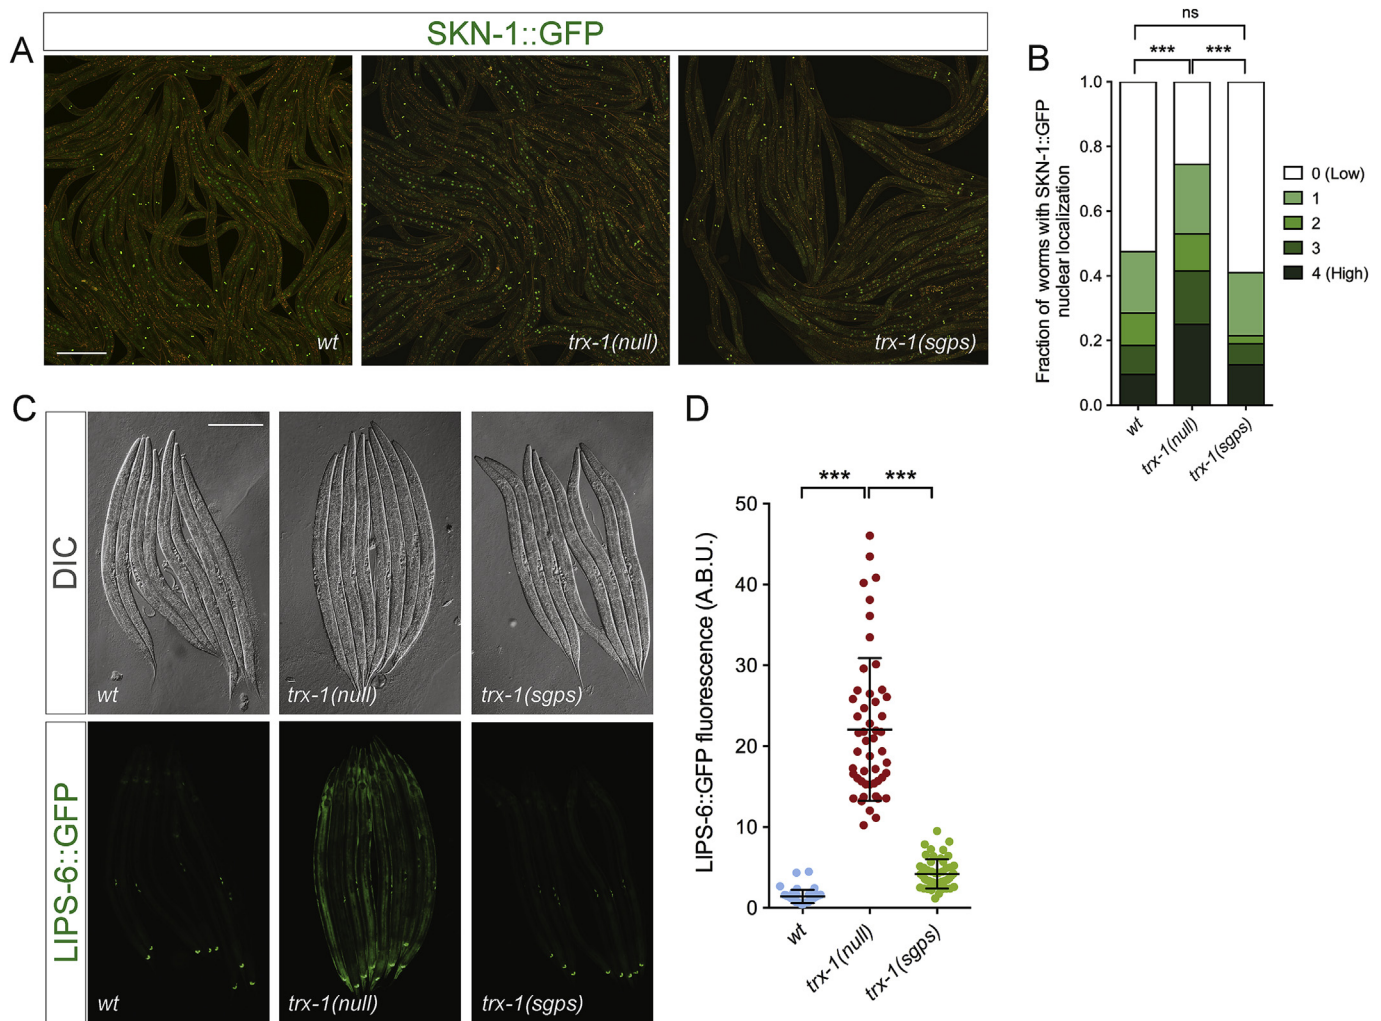 A
SKN-1::GFP
wt
trx-1(null)
trx-1(sgps)
B
ns
*** ***
Fraction of worms with SKN-1::GFP
nuclear localization
1.0
0.8
0.6
0.4
0.2
0.0
wt
trx-1(null)
trx-1(sgps)
0 (Low)
1
2
3
4 (High)
C
DIC
wt
trx-1(null)
trx-1(sgps)
LIPS-6::GFP
wt
trx-1(null)
trx-1(sgps)
D
*** ***
LIPS-6::GFP fluorescence (A.B.U.)
50
40
30
20
10
0
wt
trx-1(null)
trx-1(sgps)